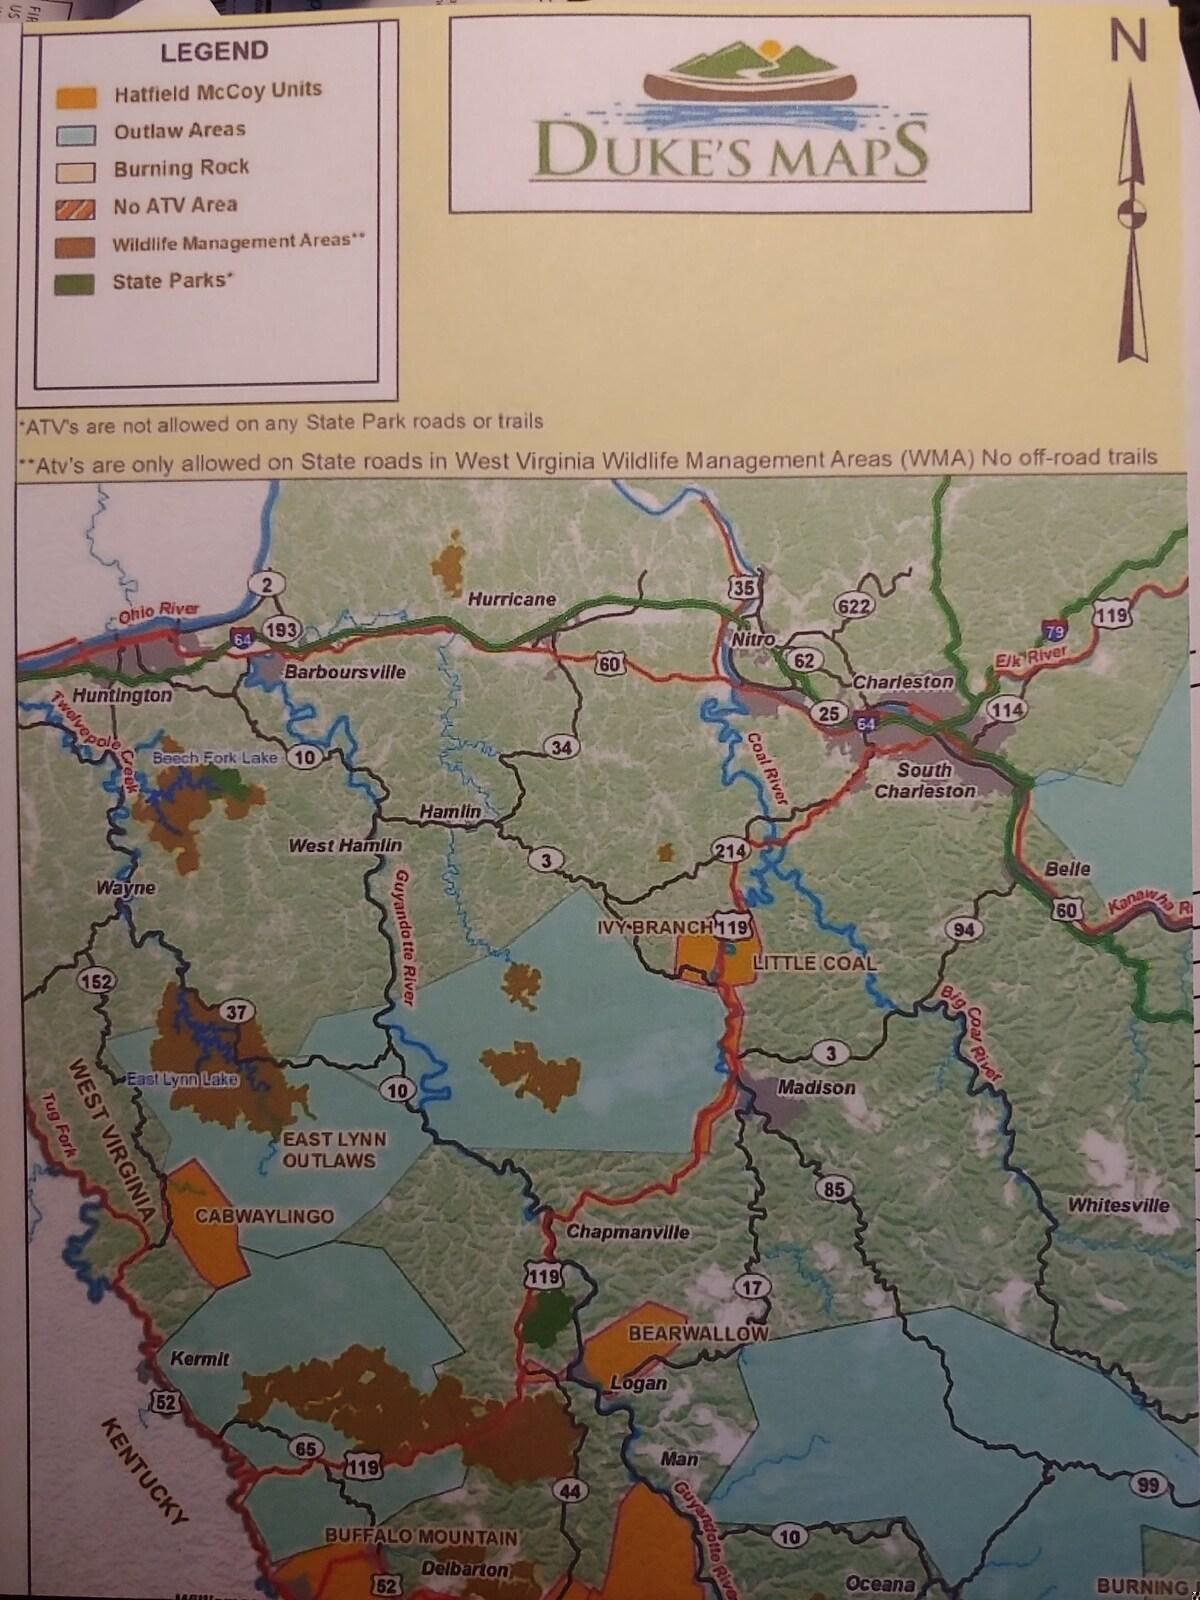 LEGEND
Hatfield McCoy Units
Outlaw Areas
Burning Rock
No ATV Area
Wildlife Management Areas**
State Parks*
DUKE'S MAPS
N
*ATV's are not allowed on any State Park roads or trails
**Atv's are only allowed on State roads in West Virginia Wildlife Management Areas (WMA) No off-road trails
2
35
Hurricane
622
Ohio River
119
193
64
79
Nitro
60
62
Elk River
Barboursville
Huntington
Charleston
Twelvepole Creek
25
64
114
34
Beech Fork Lake
10
Coal River
South
Charleston
Hamlin
West Hamlin
3
214
Belle
Wayne
Guyandotte River
60
Kanawha R
IVY BRANCH
119
94
LITTLE COAL
152
37
Big Coal River
3
East Lynn Lake
10
Madison
WEST VIRGINIA
Tug Fork
EAST LYNN
OUTLAWS
85
Whitesville
CABWAYLINGO
Chapmanville
119
17
BEARWALLOW
Kermit
Logan
52
KENTUCKY
65
119
Man
44
99
Guyandotte River
BUFFALO MOUNTAIN
10
Delbarton
52
Oceana
BURNING